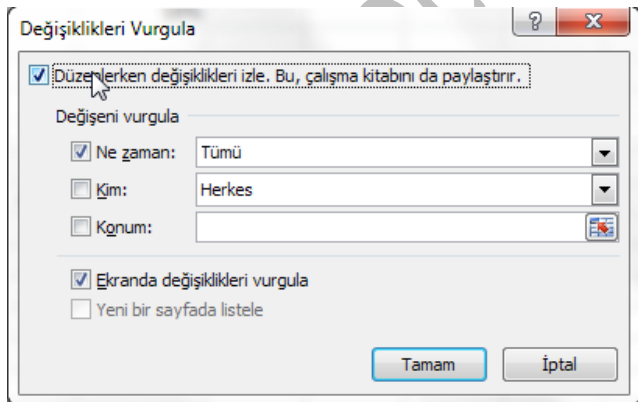 Değişiklikleri Vurgula
Düzenlerken değişiklikleri izle. Bu, çalışma kitabını da paylaştırır.
Değişeni vurgula
Ne zaman: Tümü
Kim: Herkes
Konum:
Ekranda değişiklikleri vurgula
Yeni bir sayfada listele
Tamam İptal